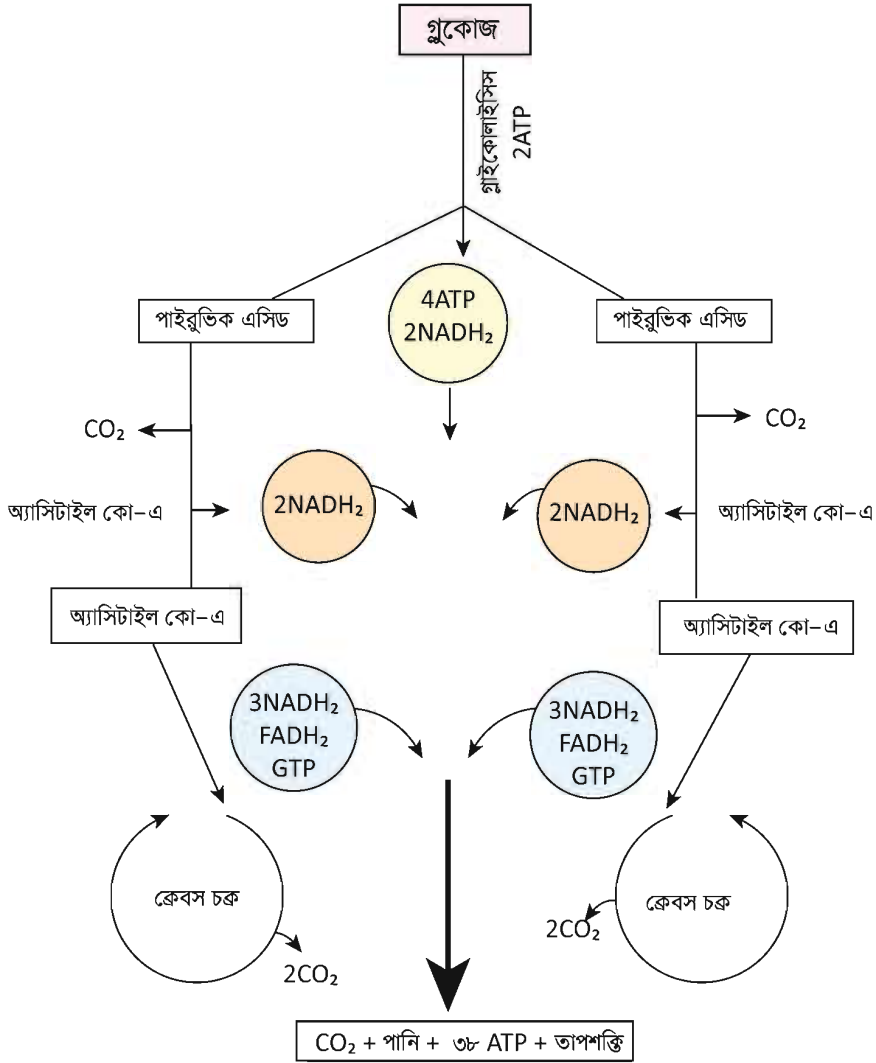 গ্লুকোজ
গ্লাইকোলাইসিস
2ATP
4ATP
2NADH₂
পাইরুভিক এসিড
পাইরুভিক এসিড
CO₂
CO₂
2NADH₂
2NADH₂
অ্যাসিটাইল কো-এ
অ্যাসিটাইল কো-এ
অ্যাসিটাইল কো-এ
অ্যাসিটাইল কো-এ
3NADH₂
FADH₂
GTP
3NADH₂
FADH₂
GTP
ক্রেবস চক্র
ক্রেবস চক্র
2CO₂
2CO₂
CO₂ + পানি + ৩৮ ATP + তাপশক্তি